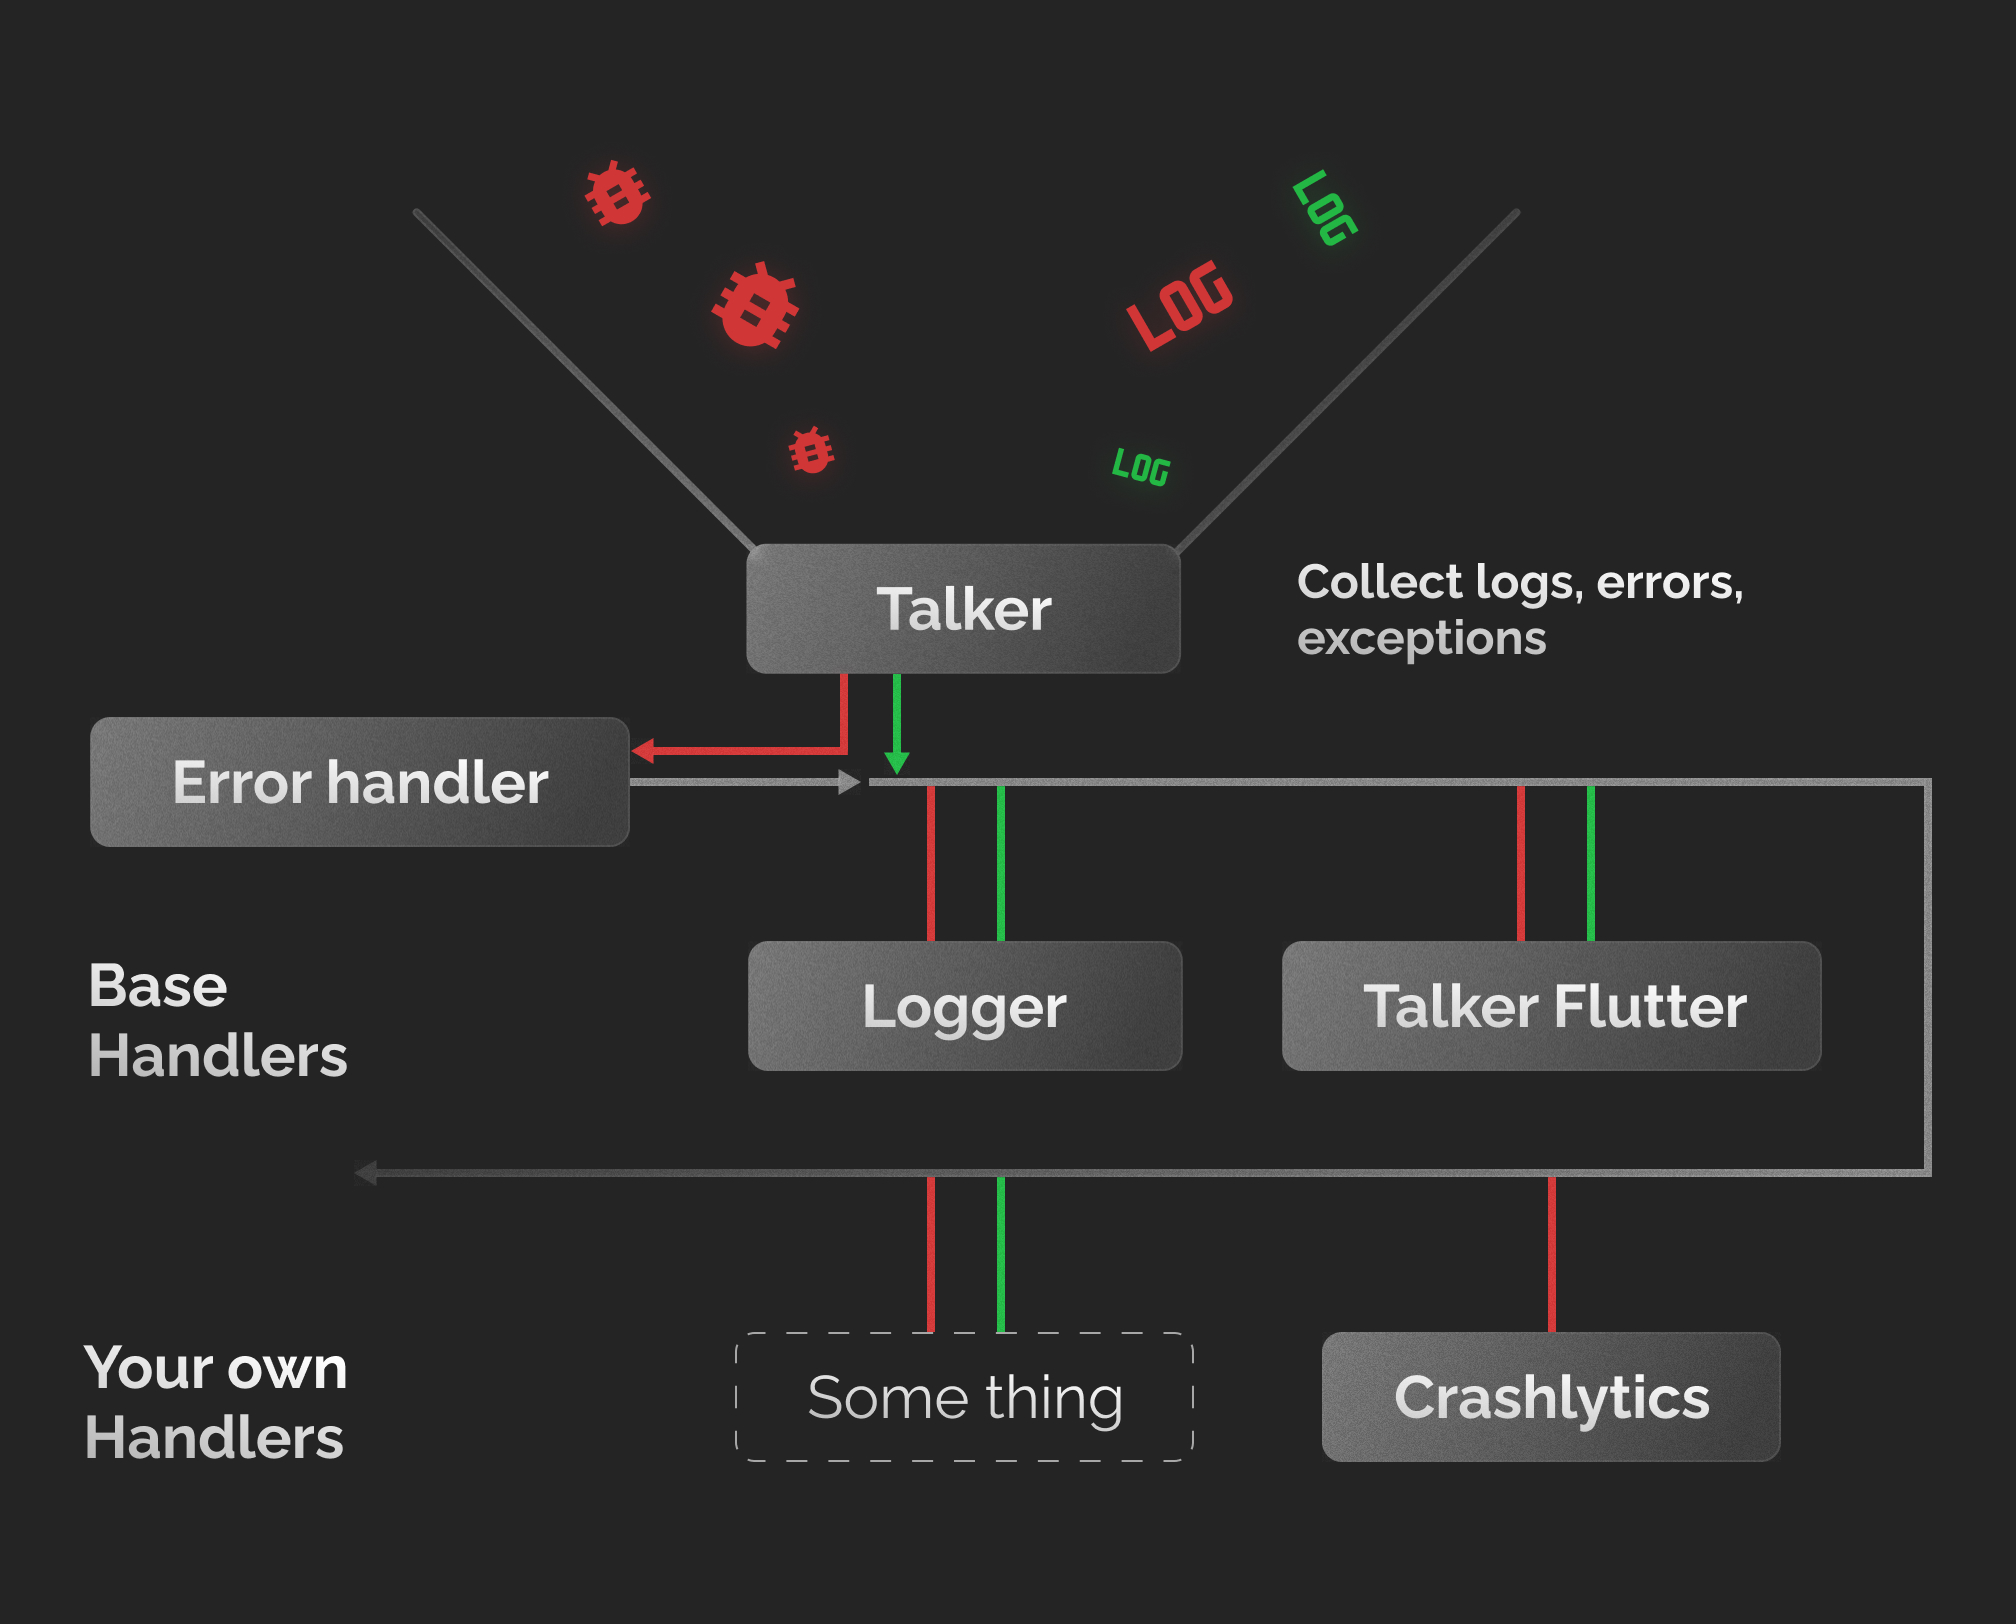 LOG
LOG
LOG
Talker
Collect logs, errors,
exceptions
Error handler
Base
Handlers
Logger
Talker Flutter
Your own
Handlers
Some thing
Crashlytics